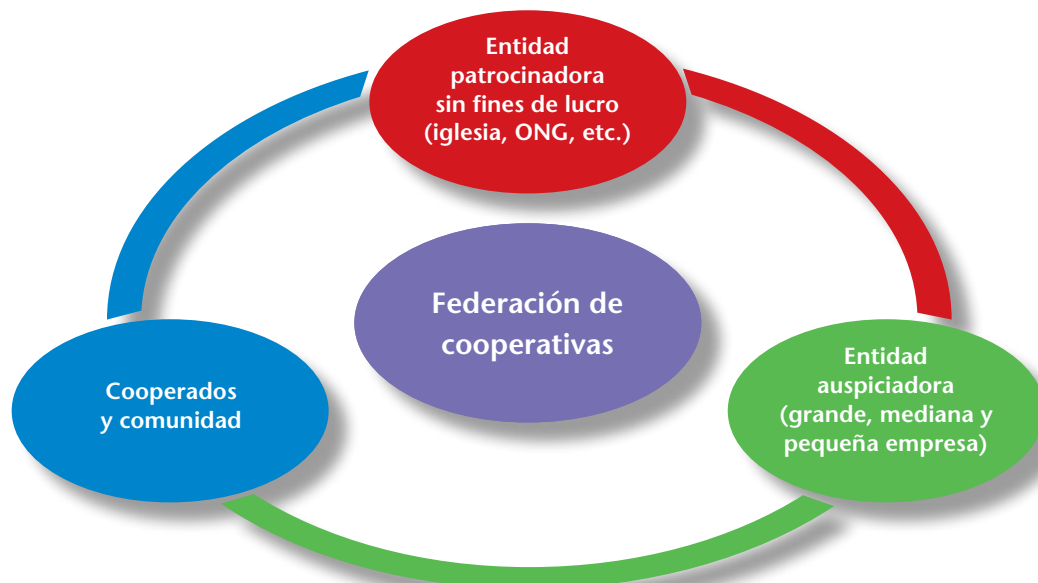 Entidad
patrocinadora
sin fines de lucro
(iglesia, ONG, etc.)
Federación de
cooperativas
Cooperados
y comunidad
Entidad
auspiciadora
(grande, mediana y
pequeña empresa)